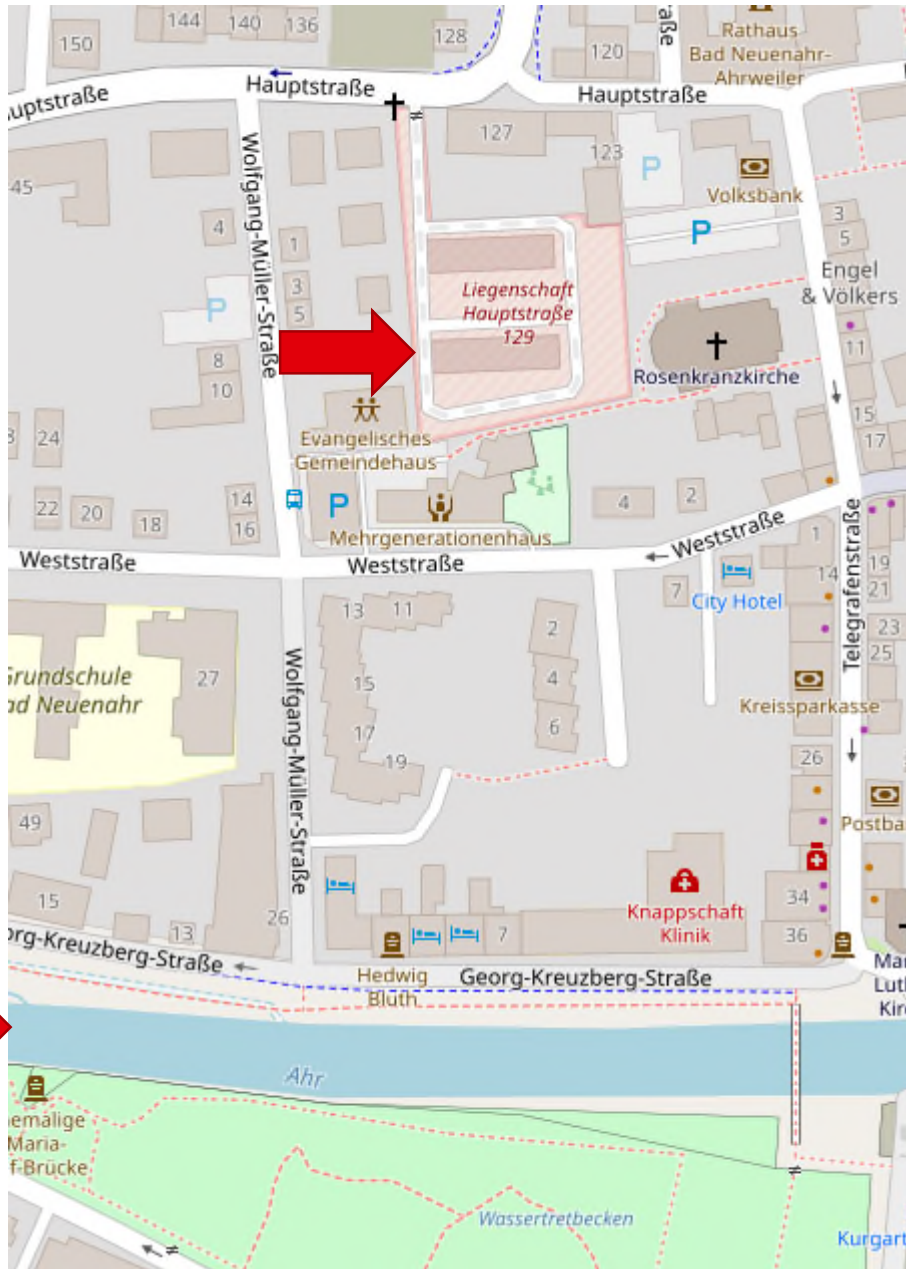 144
140
136
150
128
120
Rathaus
Bad Neuenahr-
Ahrweiler
Hauptstraße
Hauptstraße
uptstraße
127
123
P
Volksbank
P
45
4
1
3
5
P
8
10
Wolfgang-Müller-Straße
Liegenschaft
Hauptstraße
129
3
5
Engel
& Völkers
11
15
17
Rosenkranzkirche
Evangelisches
Gemeindehaus
24
22
20
18
14
16
P
Mehrgenerationenhaus
4
2
Weststraße
Weststraße
Weststraße
7
City Hotel
1
14
19
21
23
25
Telegrafenstraße
13
11
15
17
19
2
4
6
Grundschule
ad Neuenahr
27
Wolfgang-Müller-Straße
Kreissparkasse
26
Postba
49
15
13
26
7
Knappschaft
Klinik
34
36
Hedwig
Bluth
org-Kreuzberg-Straße
Georg-Kreuzberg-Straße
Mar
Luth
Kirc
Ahr
hemalige
Maria-
f-Brücke
Wassertretbecken
Kurgart